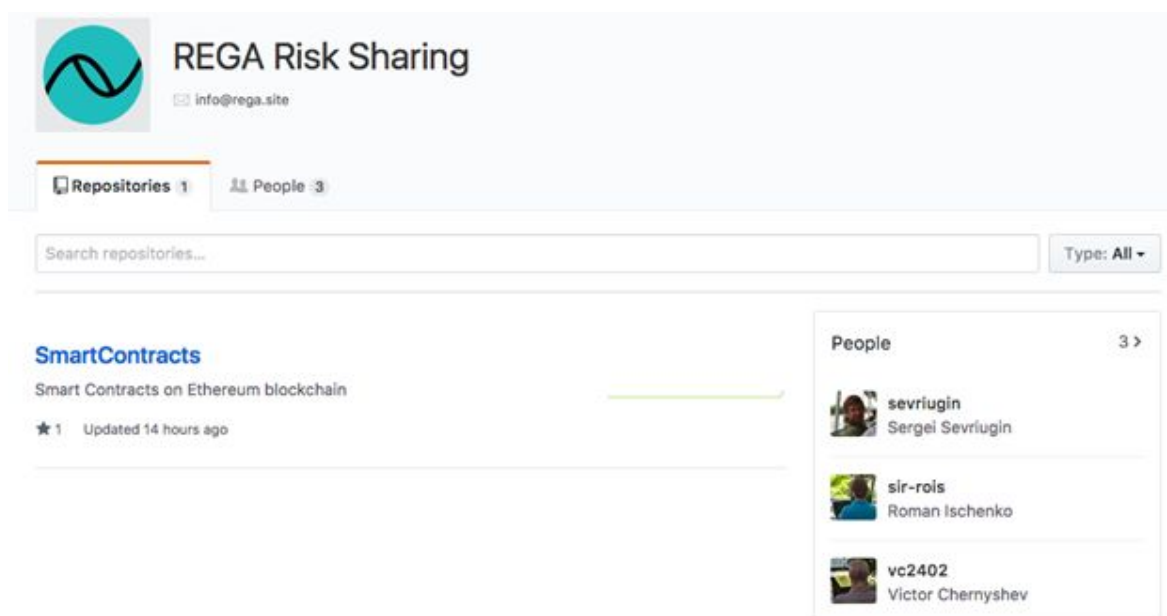 REGA Risk Sharing
info@rega.site
Repositories 1 People 3
Search repositories... Type: All
SmartContracts
Smart Contracts on Ethereum blockchain
1 Updated 14 hours ago
People 3
sevriugin
Sergei Sevriugin
sir-rois
Roman Ischenko
vc2402
Victor Chernyshev